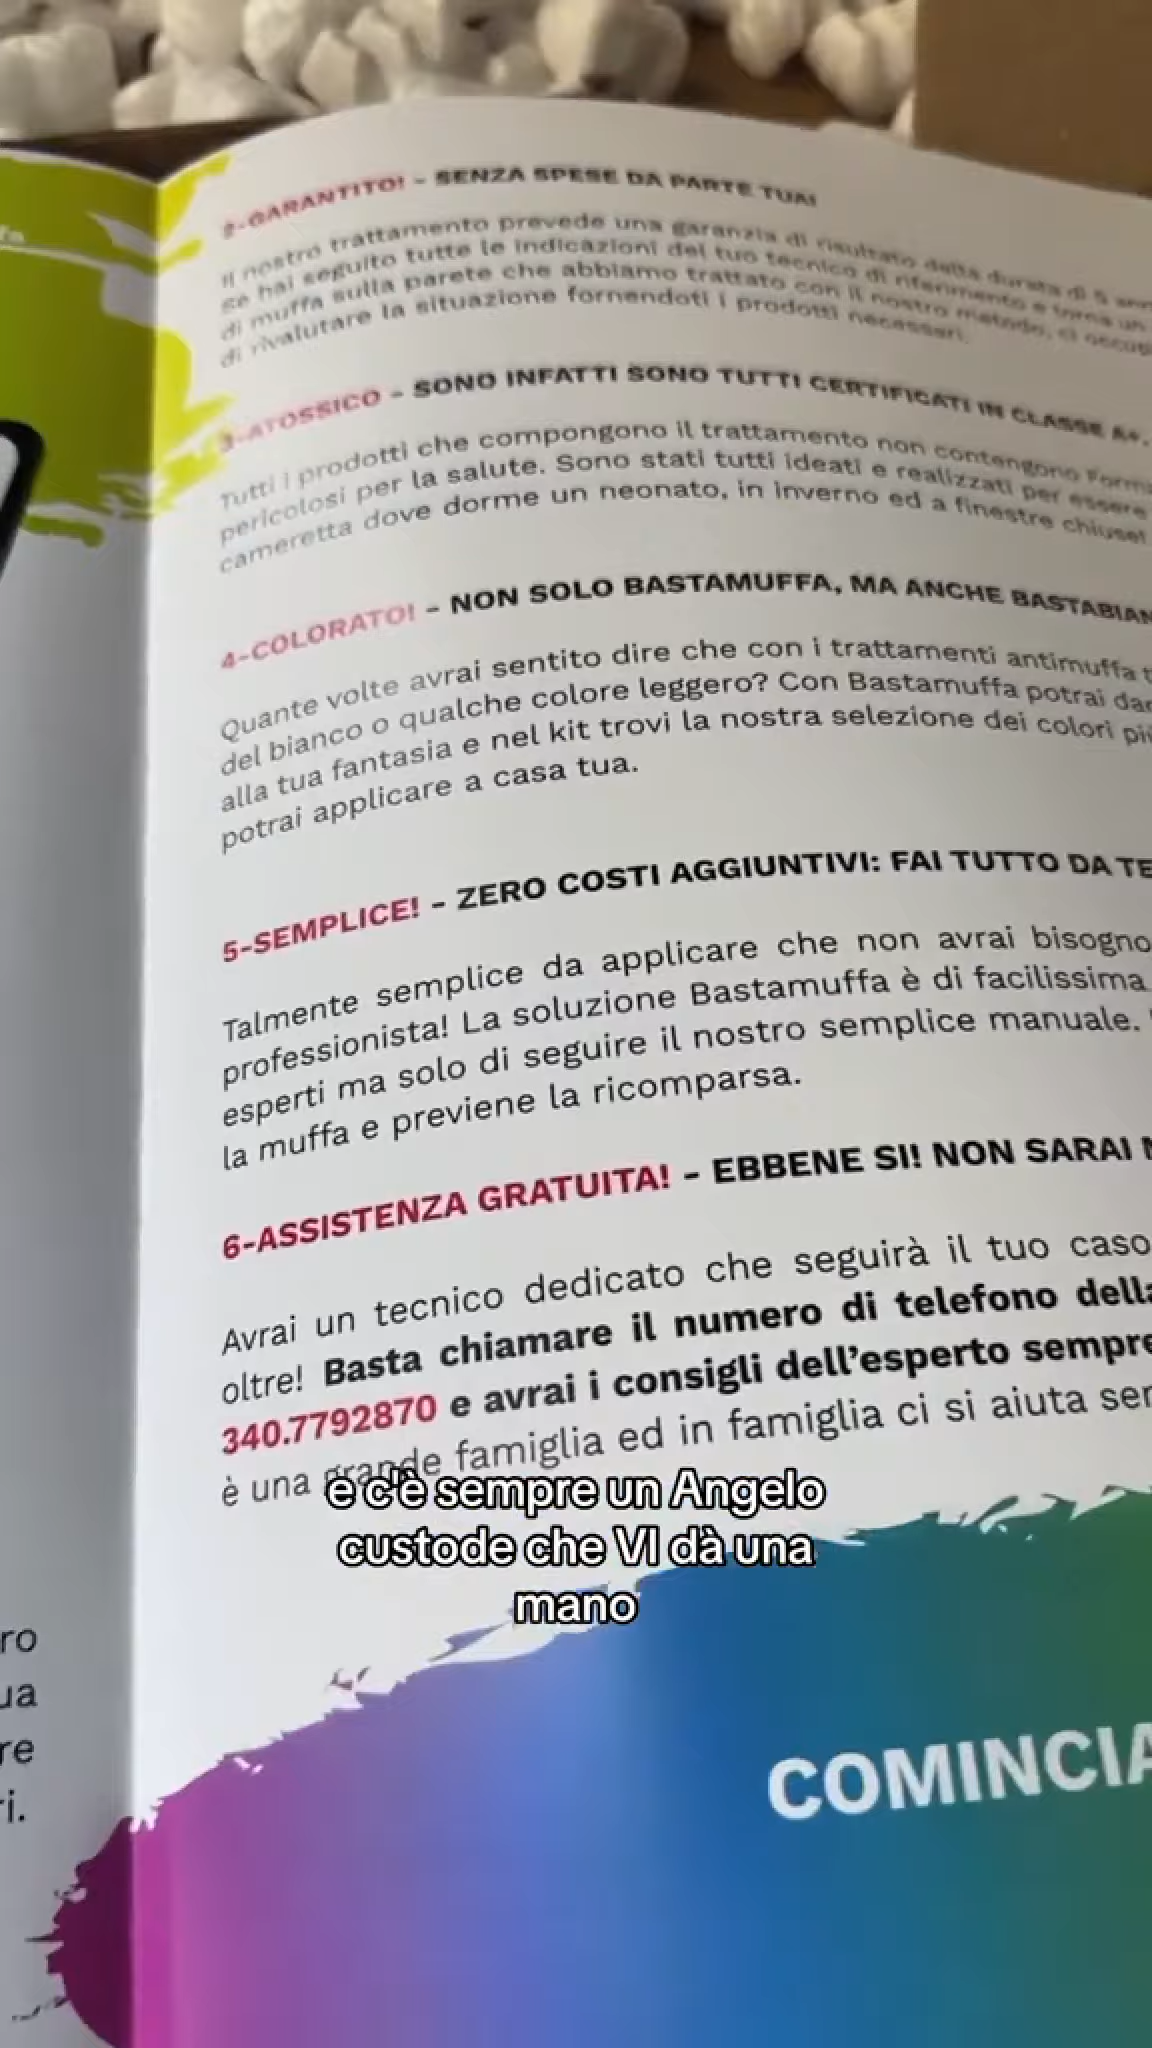 2-GARANTITO! - SENZA SPESE DA PARTE TUA!
Il nostro trattamento prevede una garanzia di risultato della durata di 5
se hai seguito tutte le indicazioni del tuo tecnico di riferimento e torna un
di muffa sulla parete che abbiamo trattato con il nostro metodo, ci
di rivalutare la situazione fornendoti i prodotti necessari.
3-ATOSSICO - SONO INFATTI SONO TUTTI CERTIFICATI IN CLASSE A+.
Tutti i prodotti che compongono il trattamento non contengono
pericolosi per la salute. Sono stati tutti ideati e realizzati per essere
cameretta dove dorme un neonato, in inverno ed a finestre chiuse!
4-COLORATO! - NON SOLO BASTAMUFFA, MA ANCHE BASTABIAN
Quante volte avrai sentito dire che con i trattamenti antimuffa t
del bianco o qualche colore leggero? Con Bastamuffa potrai dar
alla tua fantasia e nel kit trovi la nostra selezione dei colori più
potrai applicare a casa tua.
5-SEMPLICE! - ZERO COSTI AGGIUNTIVI: FAI TUTTO DA TE
Talmente semplice da applicare che non avrai bisogno
professionista! La soluzione Bastamuffa è di facilissima
esperti ma solo di seguire il nostro semplice manuale.
la muffa e previene la ricomparsa.
6-ASSISTENZA GRATUITA! - EBBENE SI! NON SARAI
Avrai un tecnico dedicato che seguirà il tuo caso
oltre! Basta chiamare il numero di telefono della
340.7792870 e avrai i consigli dell'esperto sempre
è una grande famiglia ed in famiglia ci si aiuta ser
e c'è sempre un Angelo
custode che VI dà una
mano
ro
ua
re
ri.
COMINCIA